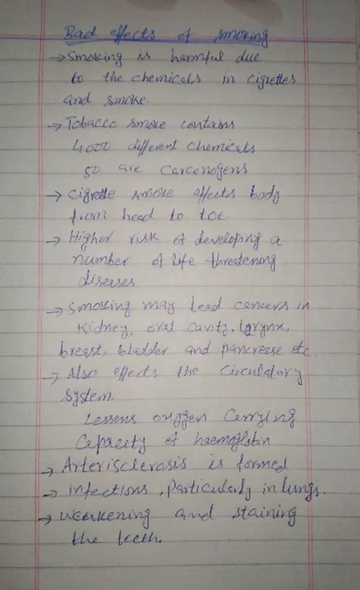 Bad effects of smoking
→ Smoking is harmful due
to the chemicals in cigrettes
and smoke.
→ Tobacco smoke contains
4000 different chemicals
50 are Carcenogens
→ Cigrette smoke effects body
from head to toe
→ Higher risk of developing a
number of life threatening
diseases
→ Smoking may lead cancers in
Kidney, oral cavity, larynx,
breast, bladder and pancrease etc.
→ Also effects the Circulatory
System.
Lessens oxygen Carrying
Capacity of haemoglobin
→ Arterisclerosis is formed
→ infections, Particularly in lungs.
→ weakening and staining
the teeth.